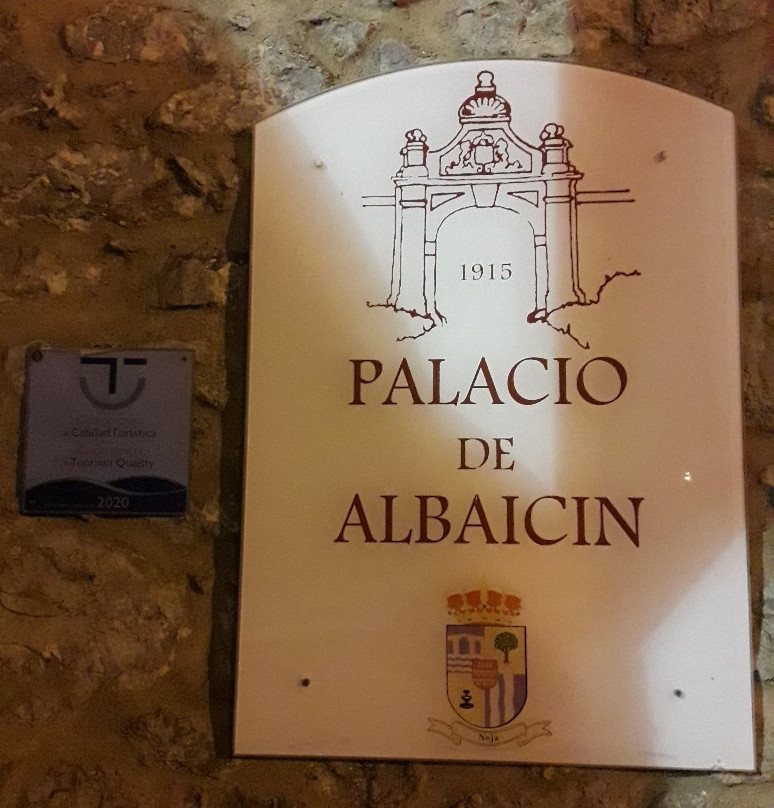 1915
PALACIO
DE
ALBAICIN
Noja
Calidad Turística
Tourism Quality
2020